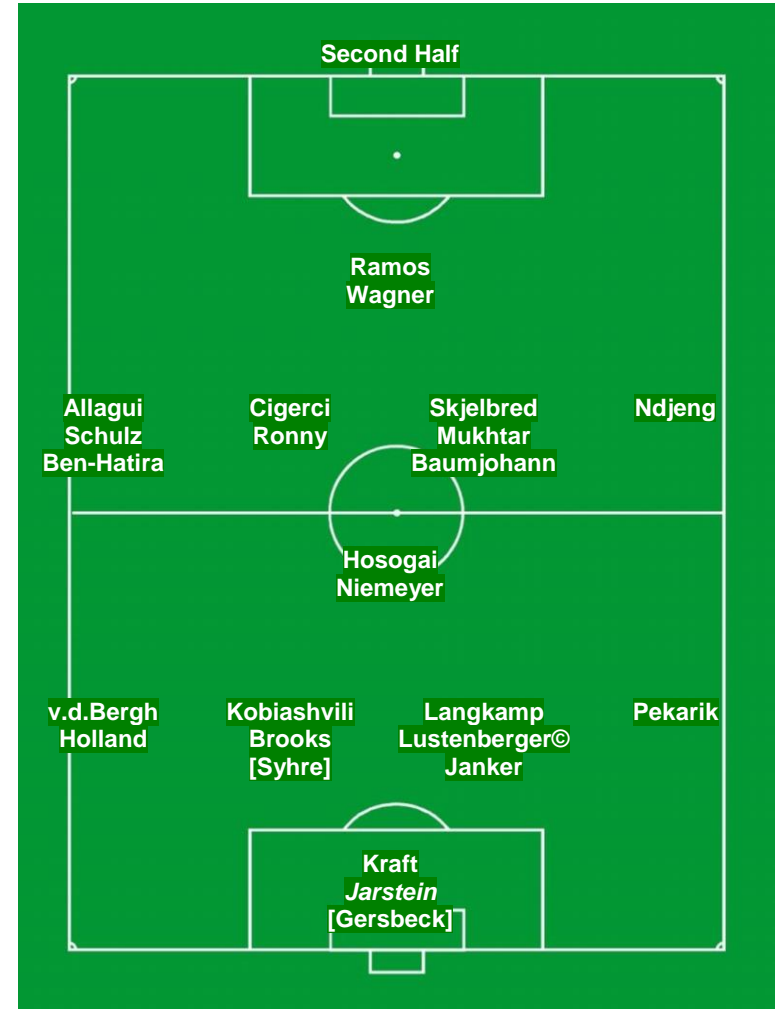 Second Half
Ramos
Wagner
Allagui
Schulz
Ben-Hatira
Cigerci
Ronny
Skjelbred
Mukhtar
Baumjohann
Ndjeng
Hosogai
Niemeyer
v.d.Bergh
Holland
Kobiashvili
Brooks
[Syhre]
Langkamp
Lustenberger©
Janker
Pekarik
Kraft
Jarstein
[Gersbeck]